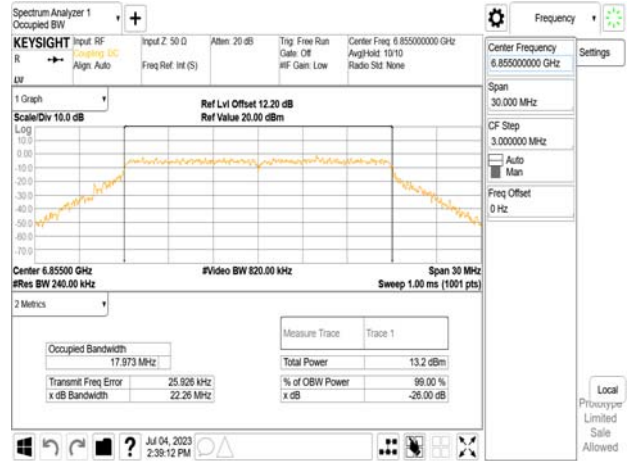 Spectrum Analyzer 1
Occupied BW
Frequency
KEYSIGHT
R
Input: RF
Coupling: DC
Align: Auto
Input Z: 50 Ω
Freq Ref: Int (S)
Atten: 20 dB
Trig: Free Run
Gate: Off
#IF Gain: Low
Center Freq: 6.855000000 GHz
Avg|Hold: 10/10
Radio Std: None
Center Frequency
6.855000000 GHz
Settings
Span
30.000 MHz
CF Step
3.000000 MHz
Auto
Man
Freq Offset
0 Hz
1 Graph
Scale/Div 10.0 dB
Ref Lvl Offset 12.20 dB
Ref Value 20.00 dBm
Log
10.0
0.00
-10.0
-20.0
-30.0
-40.0
-50.0
-60.0
-70.0
Center 6.85500 GHz
#Res BW 240.00 kHz
#Video BW 820.00 kHz
Span 30 MHz
Sweep 1.00 ms (1001 pts)
2 Metrics
Measure Trace
Trace 1
Occupied Bandwidth
17.973 MHz
Total Power
13.2 dBm
Transmit Freq Error
25.926 kHz
% of OBW Power
99.00 %
x dB Bandwidth
22.26 MHz
x dB
-26.00 dB
Local
Prototype
Limited
Sale
Allowed
Jul 04, 2023
2:39:12 PM